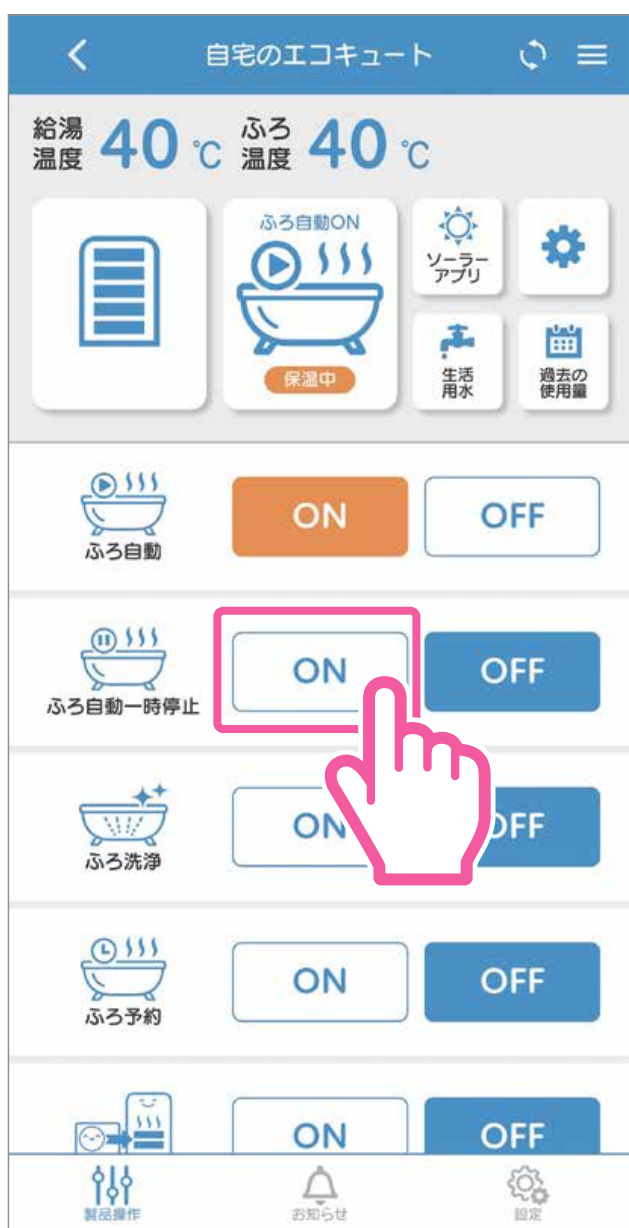 自宅のエコキュート
給湯温度 40 ℃ ふろ温度 40 ℃
ふろ自動ON
保温中
ソーラーアプリ
生活用水
過去の使用量
ふろ自動
ON OFF
ふろ自動一時停止
ON OFF
ふろ洗浄
ON OFF
ふろ予約
ON OFF
ON OFF
製品操作 お知らせ 設定